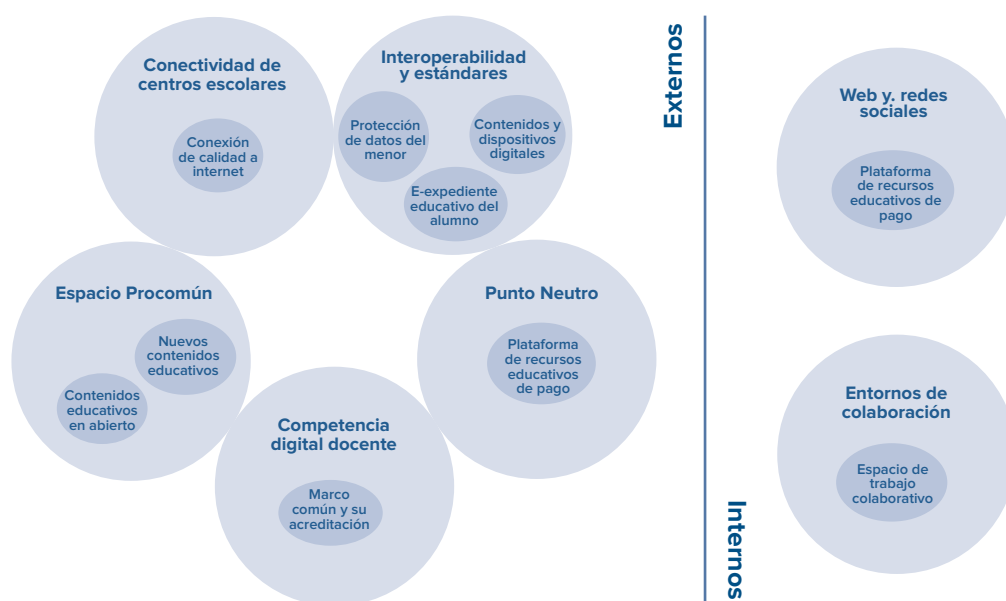 Conectividad de
centros escolares
Conexión
de calidad a
internet
Interoperabilidad
y estándares
Protección
de datos del
menor
Contenidos y
dispositivos
digitales
E-expediente
educativo del
alumno
Espacio Procomún
Nuevos
contenidos
educativos
Contenidos
educativos
en abierto
Punto Neutro
Plataforma
de recursos
educativos
de pago
Competencia
digital docente
Marco
común y su
acreditación
Externos
Internos
Web y. redes
sociales
Plataforma
de recursos
educativos de
pago
Entornos de
colaboración
Espacio de
trabajo
colaborativo